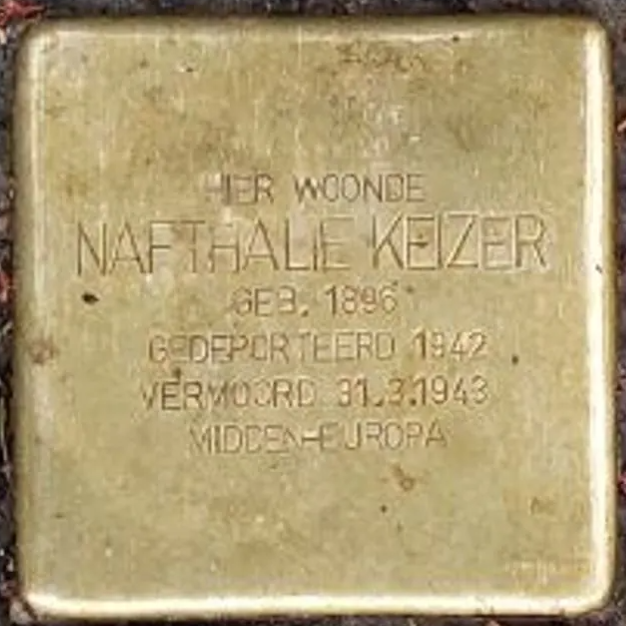 HIER WOONDE
NAFTHALIE KEIZER
GEB. 1896
GEDEPORTEERD 1942
VERMOORD 31.3.1943
MIDDEN-EUROPA